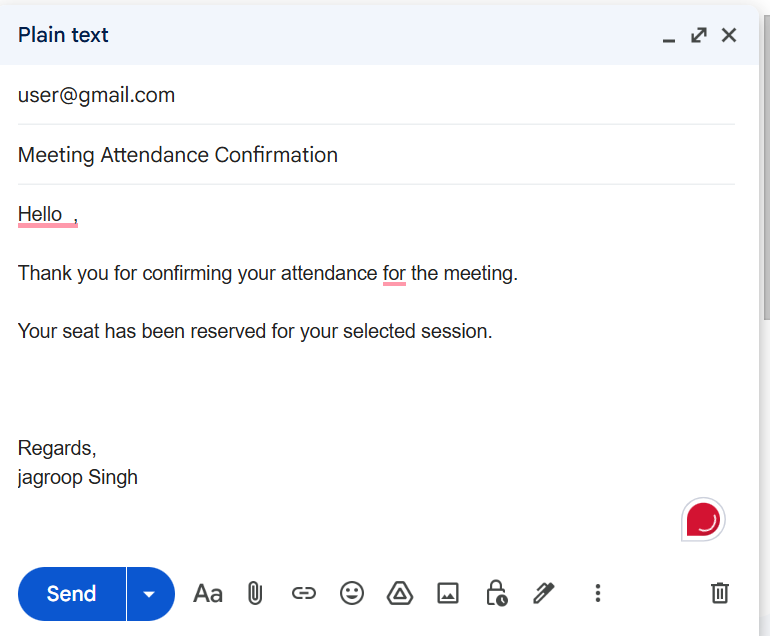 Plain text
user@gmail.com
Meeting Attendance Confirmation
Hello  ,
Thank you for confirming your attendance for the meeting.
Your seat has been reserved for your selected session.
Regards,
jagroop Singh
Send
Aa